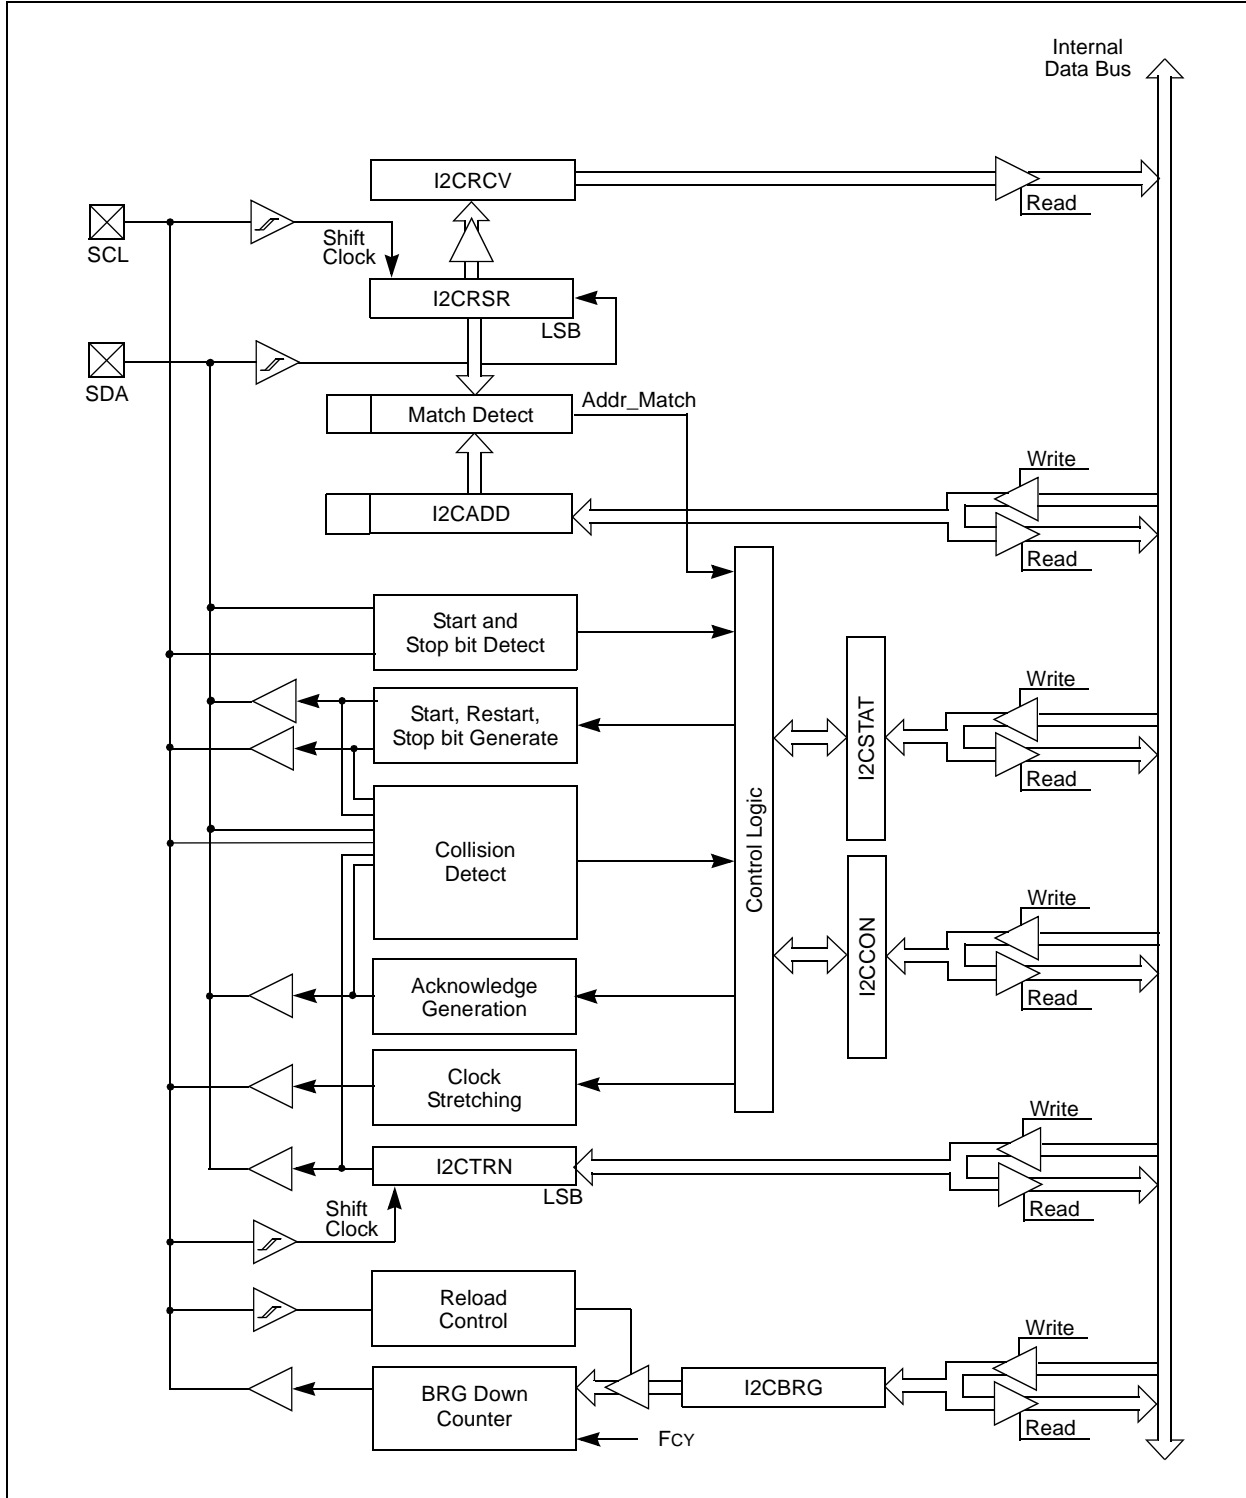 Internal
Data Bus
I2CRCV
Read
SCL
Shift
Clock
I2CRSR
LSB
SDA
Match Detect
Addr_Match
Write
I2CADD
Read
Start and
Stop bit Detect
Write
Start, Restart,
Stop bit Generate
I2CSTAT
Read
Control Logic
Collision
Detect
Write
I2CCON
Read
Acknowledge
Generation
Clock
Stretching
Write
I2CTRN
LSB
Read
Shift
Clock
Reload
Control
Write
I2CBRG
BRG Down
Counter
Read
FCY